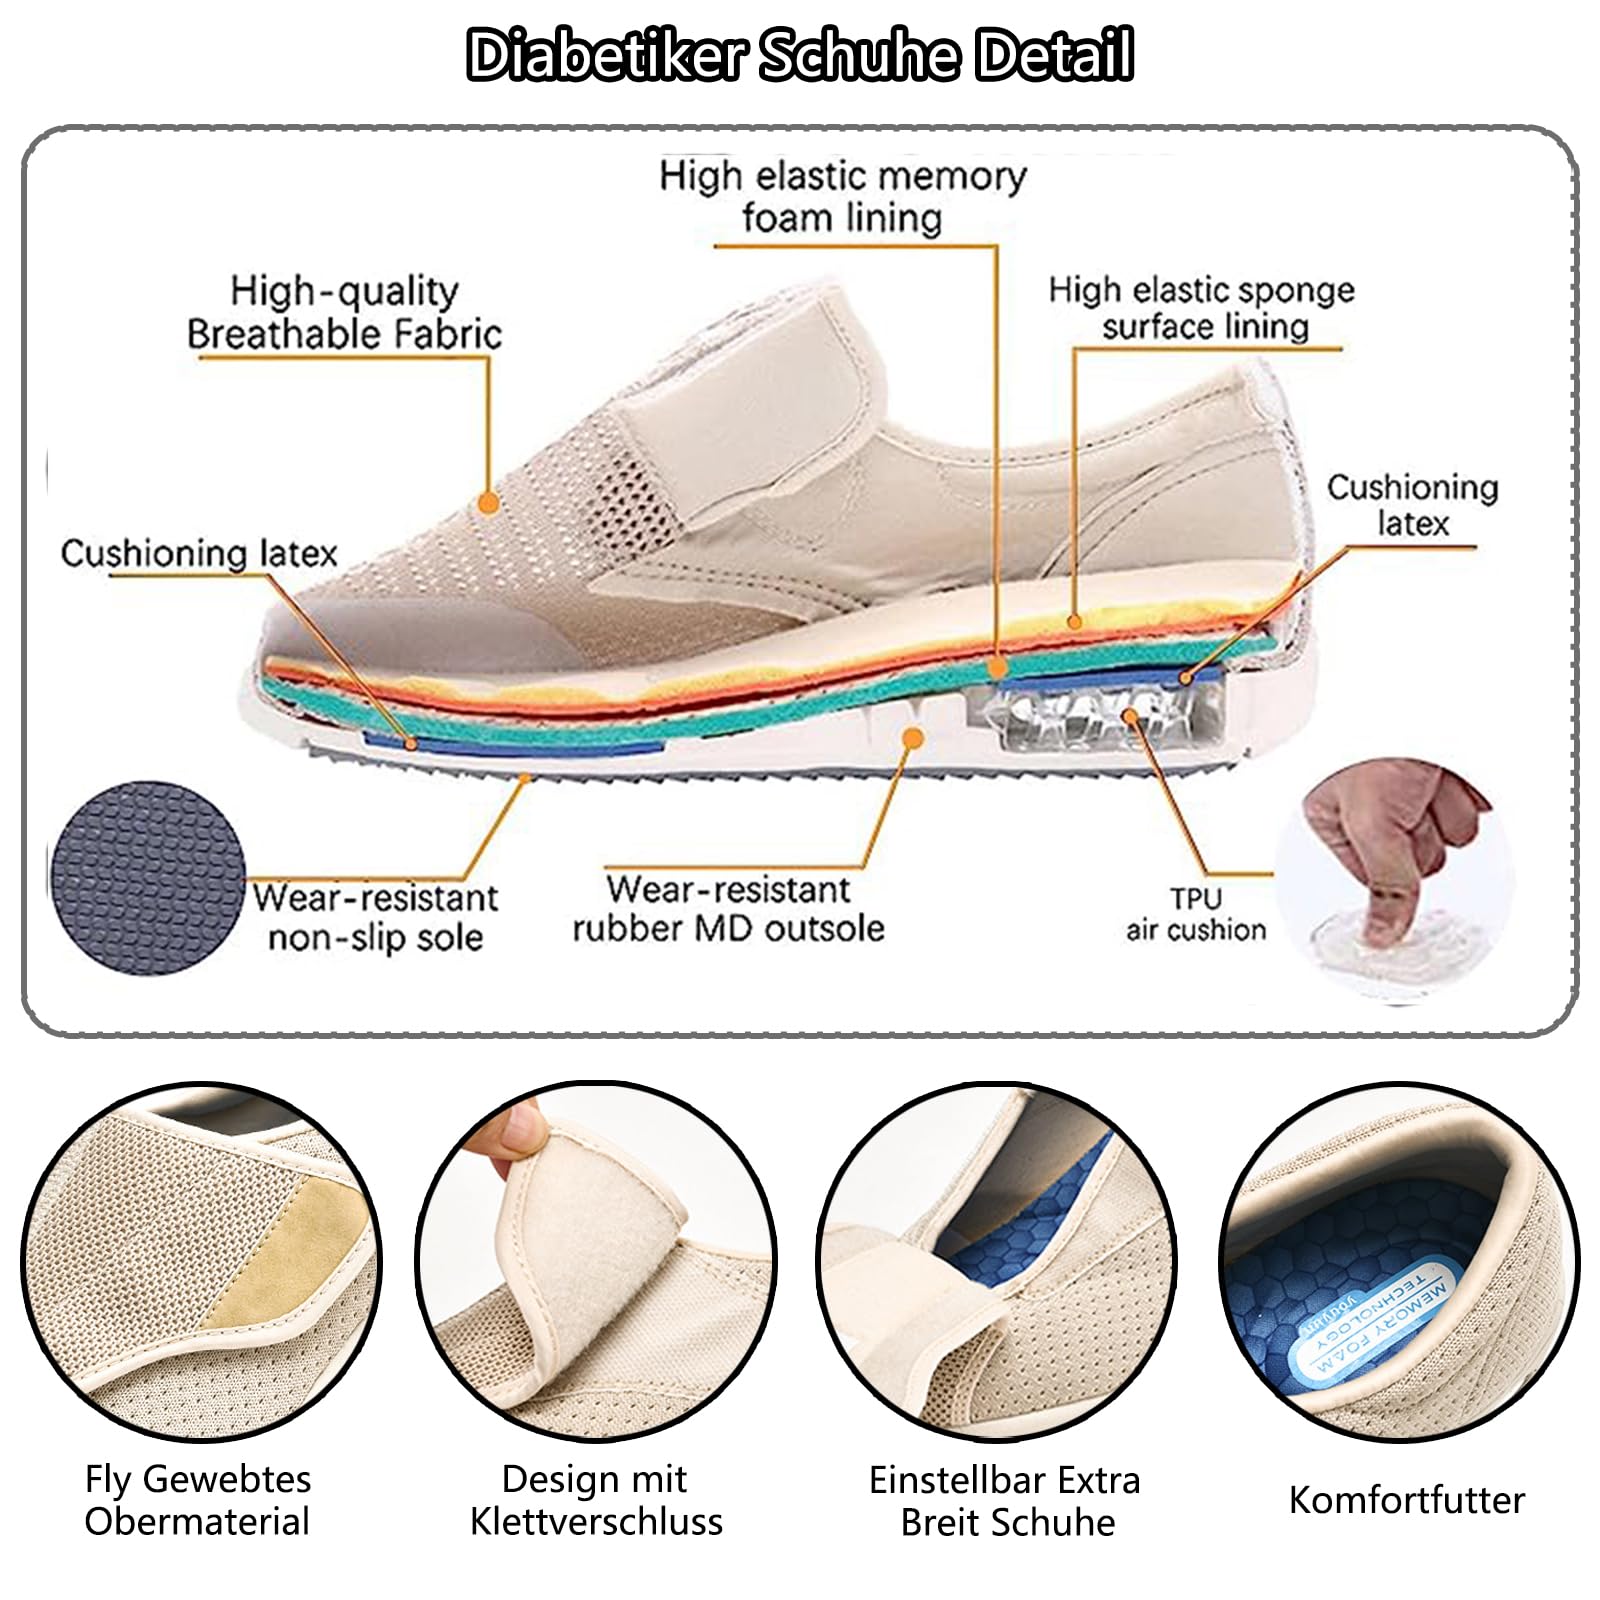 Diabetiker Schuhe Detail
High elastic memory
foam lining
High-quality
Breathable Fabric
High elastic sponge
surface lining
Cushioning
latex
Cushioning latex
Wear-resistant
non-slip sole
Wear-resistant
rubber MD outsole
TPU
air cushion
MEMORY FOAM
TECHNOLOGY
Fly Gewebtes
Obermaterial
Design mit
Klettverschluss
Einstellbar Extra
Breit Schuhe
Komfortfutter